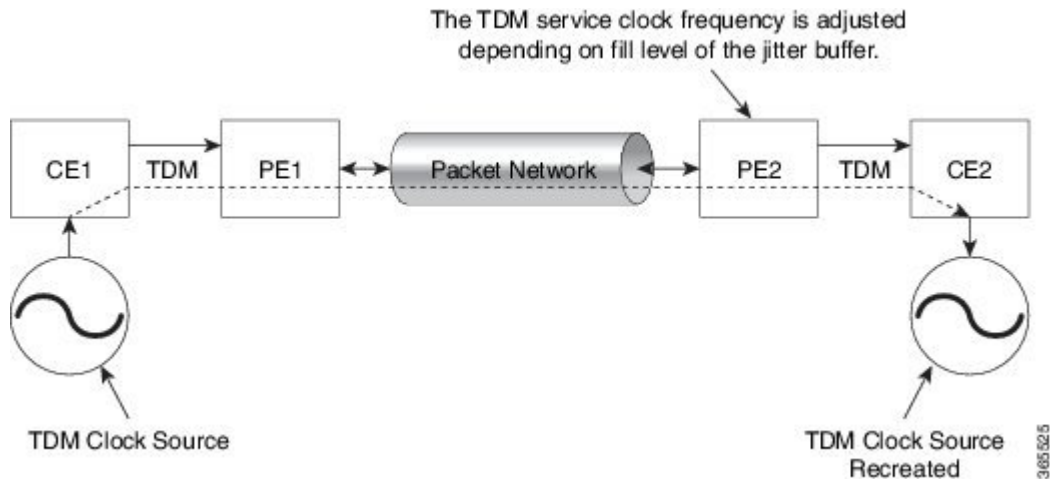 The TDM service clock frequency is adjusted
depending on fill level of the jitter buffer.
CE1
TDM
PE1
Packet Network
PE2
TDM
CE2
TDM Clock Source
TDM Clock Source
Recreated
365525